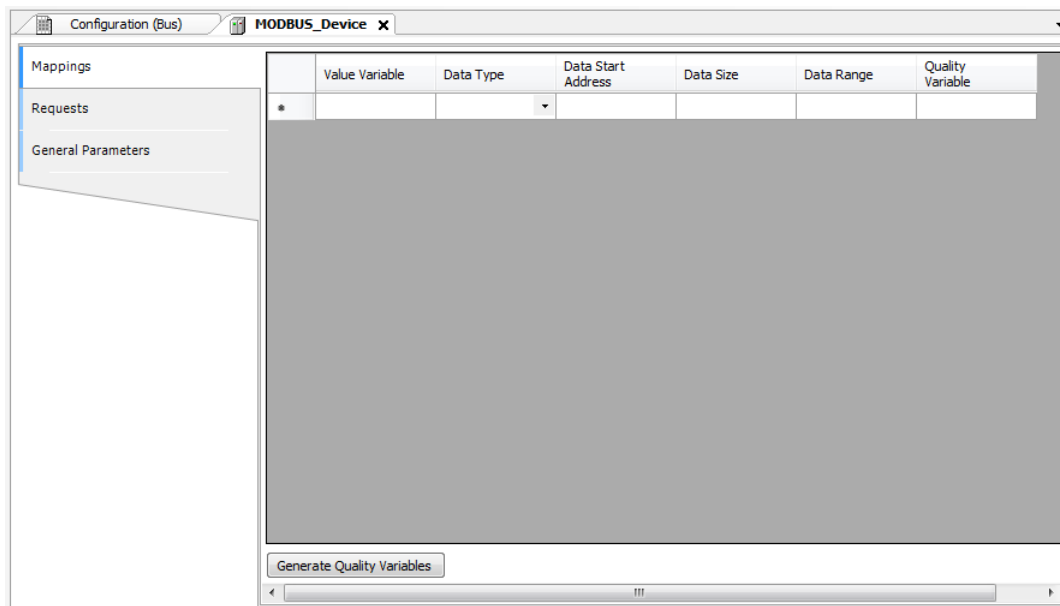 Configuration (Bus)
MODBUS_Device
Mappings
Requests
General Parameters
Value Variable
Data Type
Data Start
Address
Data Size
Data Range
Quality
Variable
Generate Quality Variables